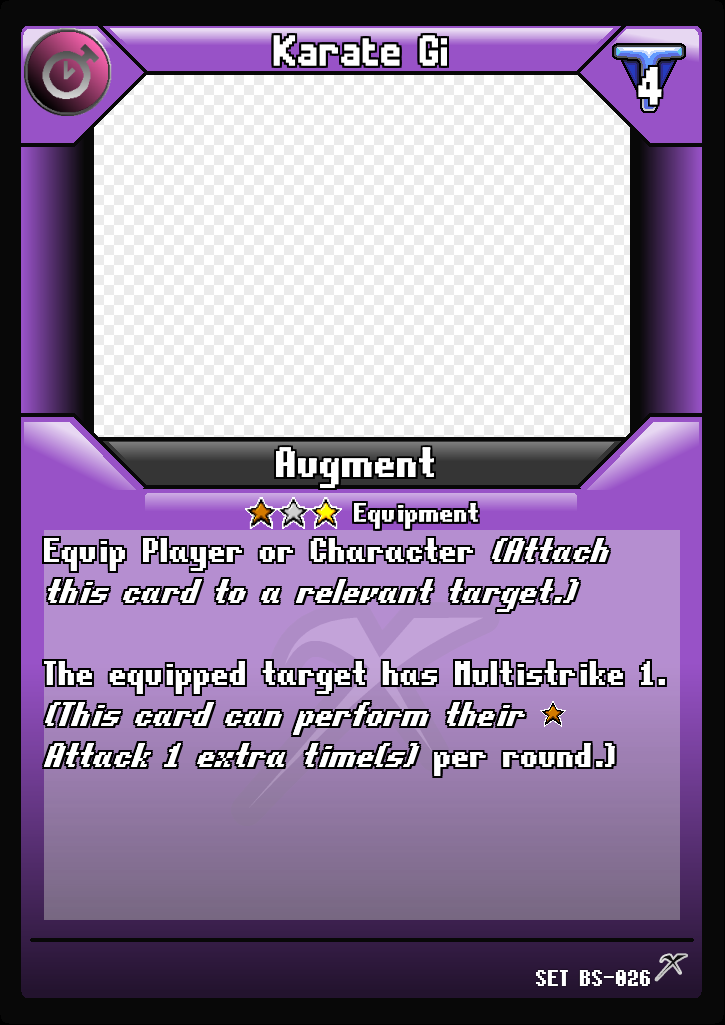 Karate Gi
4
Augment
Equipment
Equip Player or Character (Attach
this card to a relevant target.)
The equipped target has Multistrike 1.
(This card can perform their
Attack 1 extra time(s) per round.)
SET BS-026